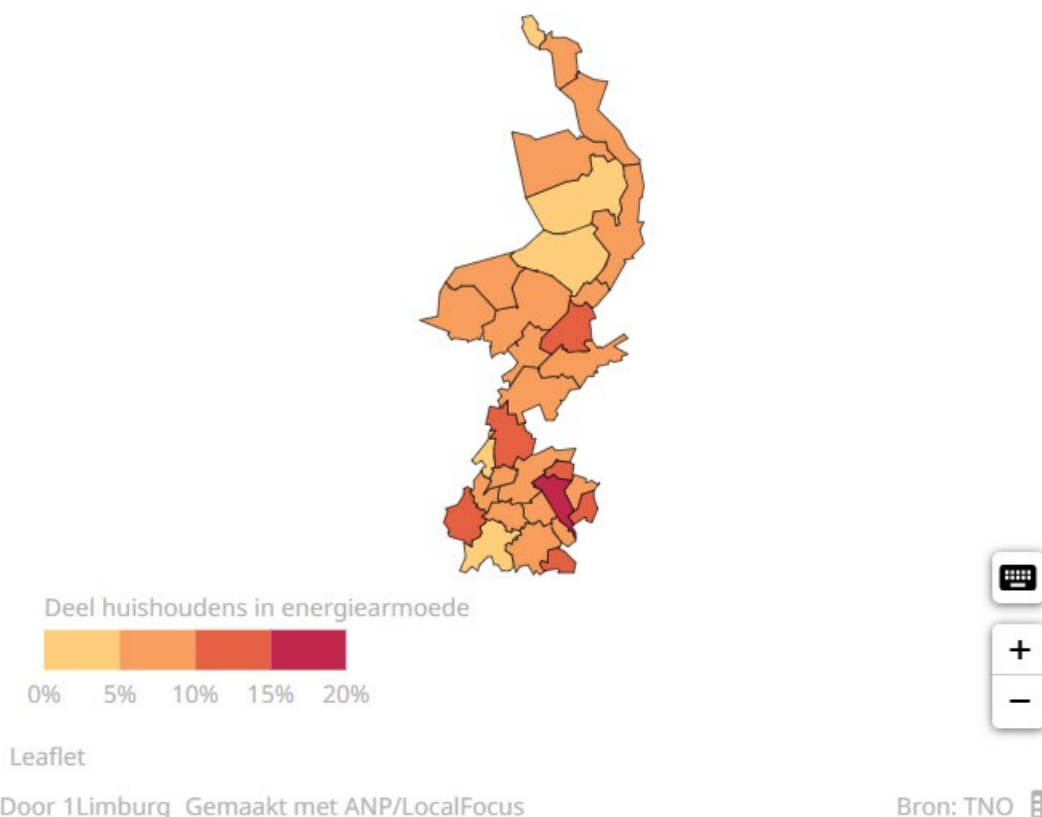 Deel huishoudens in energiearmoede
0% 5% 10% 15% 20%
+
−
Leaflet
Door 1Limburg Gemaakt met ANP/LocalFocus
Bron: TNO